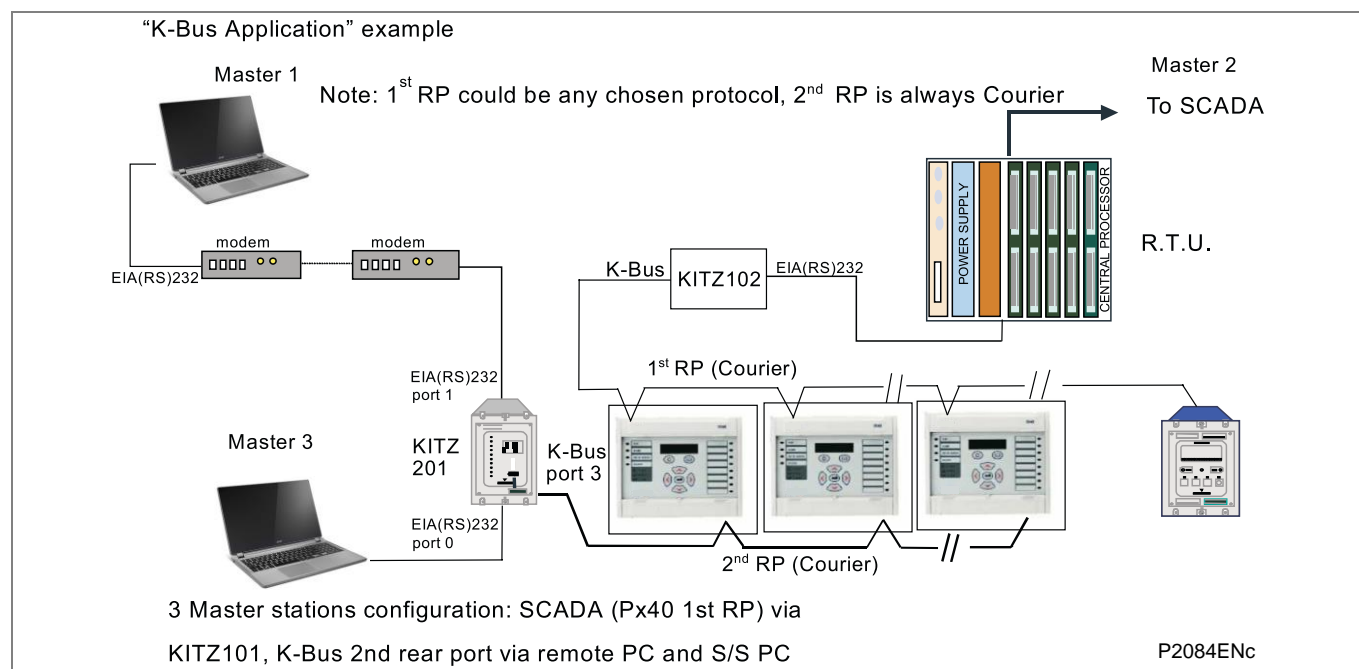 “K-Bus Application” example
Master 1
Note: 1st RP could be any chosen protocol, 2nd RP is always Courier
Master 2
To SCADA
POWER SUPPLY
CENTRAL PROCESSOR
R.T.U.
modem
modem
EIA(RS)232
K-Bus
KITZ102
EIA(RS)232
1st RP (Courier)
EIA(RS)232
port 1
Master 3
KITZ
201
K-Bus
port 3
EIA(RS)232
port 0
2nd RP (Courier)
3 Master stations configuration: SCADA (Px40 1st RP) via
KITZ101, K-Bus 2nd rear port via remote PC and S/S PC
P2084ENc